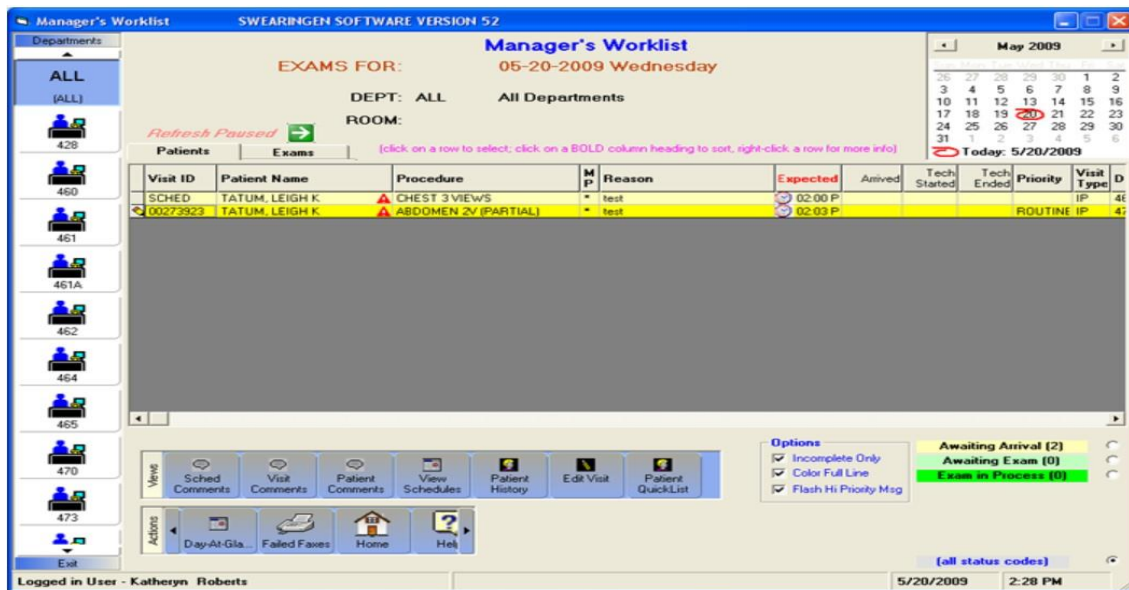 Manager's Worklist SWEARINGEN SOFTWARE VERSION 52
Departments
ALL
(ALL)
428
460
461
461A
462
464
465
470
473
Exit
Manager's Worklist
EXAMS FOR: 05-20-2009 Wednesday
DEPT: ALL All Departments
ROOM:
Refresh Paused
Patients Exams (click on a row to select; click on a BOLD column heading to sort, right-click a row for more info)
May 2009
Sun Mon Tue Wed Thu Fri Sat
26 27 28 29 30 1 2
3 4 5 6 7 8 9
10 11 12 13 14 15 16
17 18 19 20 21 22 23
24 25 26 27 28 29 30
31 1 2 3 4 5 6
Today: 5/20/2009
Visit ID Patient Name Procedure MP Reason Expected Arrived Tech Started Tech Ended Priority Visit Type D
SCHED TATUM, LEIGH K CHEST 3 VIEWS * test 02:00 P IP 46
00273923 TATUM, LEIGH K ABDOMEN 2V (PARTIAL) * test 02:03 P ROUTINE IP 47
Views
Sched Comments
Visit Comments
Patient Comments
View Schedules
Patient History
Edit Visit
Patient QuickList
Actions
Day-At-Gla...
Failed Faxes
Home
Help
Options
Incomplete Only
Color Full Line
Flash Hi Priority Msg
Awaiting Arrival (2)
Awaiting Exam (0)
Exam in Process (0)
(all status codes)
Logged in User - Katheryn Roberts 5/20/2009 2:28 PM